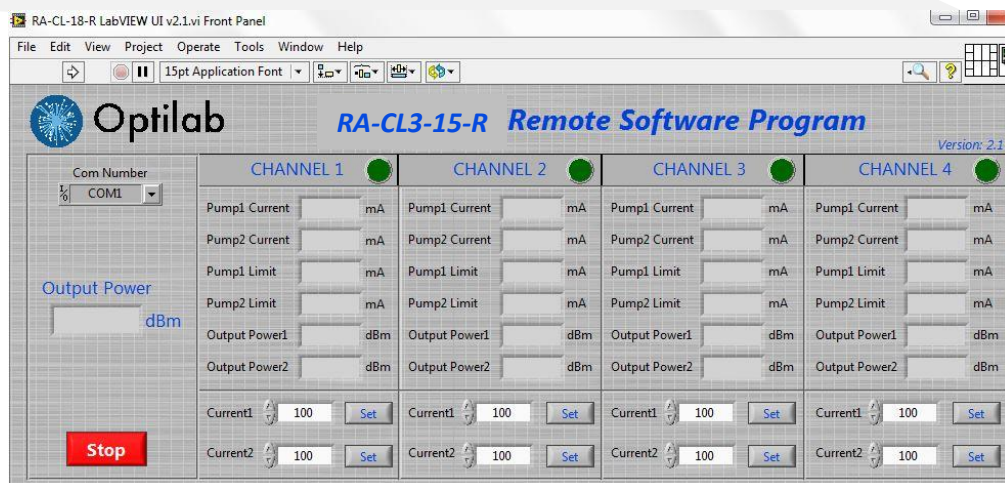 RA-CL-18-R LabVIEW UI v2.1.vi Front Panel
File Edit View Project Operate Tools Window Help
15pt Application Font
Optilab RA-CL3-15-R Remote Software Program
Version: 2.1
Com Number CHANNEL 1 CHANNEL 2 CHANNEL 3 CHANNEL 4
COM1
Pump1 Current mA Pump1 Current mA Pump1 Current mA Pump1 Current mA
Pump2 Current mA Pump2 Current mA Pump2 Current mA Pump2 Current mA
Pump1 Limit mA Pump1 Limit mA Pump1 Limit mA Pump1 Limit mA
Output Power
Pump2 Limit mA Pump2 Limit mA Pump2 Limit mA Pump2 Limit mA
dBm
Output Power1 dBm Output Power1 dBm Output Power1 dBm Output Power1 dBm
Output Power2 dBm Output Power2 dBm Output Power2 dBm Output Power2 dBm
Current1 100 Set Current1 100 Set Current1 100 Set Current1 100 Set
Stop
Current2 100 Set Current2 100 Set Current2 100 Set Current2 100 Set